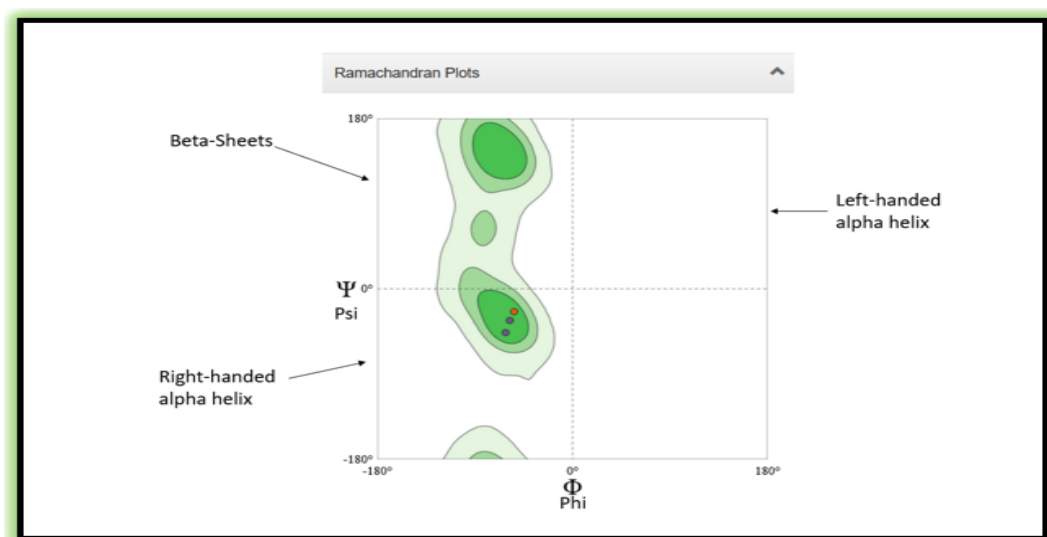 Ramachandran Plots
180°
Beta-Sheets
Left-handed
alpha helix
Ψ 0°
Psi
Right-handed
alpha helix
-180°
-180°
0°
180°
Φ
Phi